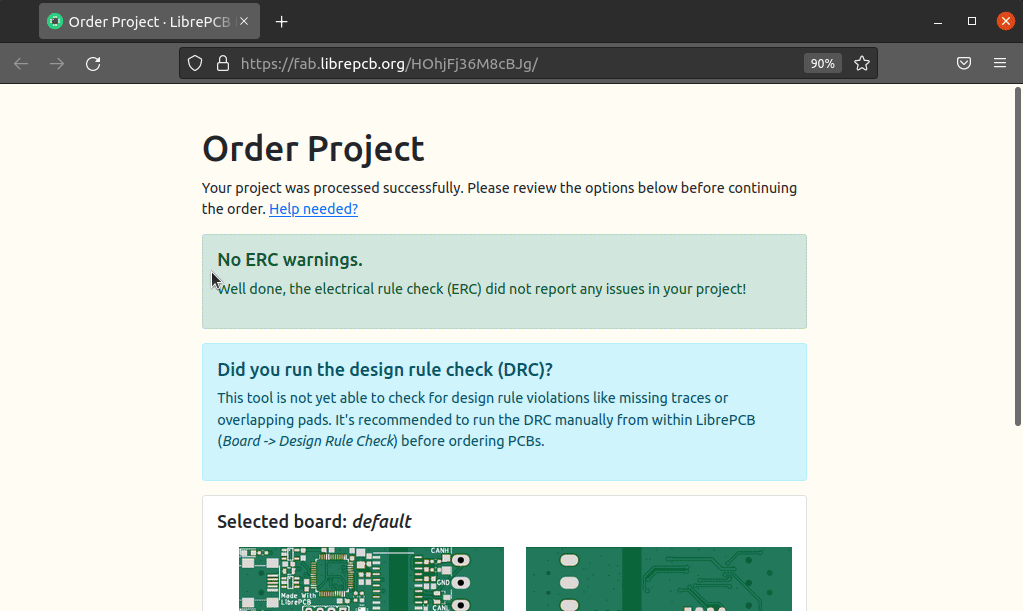 Order Project · LibrePCB
https://fab.librepcb.org/HOhjFj36M8cBJg/
90%
Order Project
Your project was processed successfully. Please review the options below before continuing
the order. Help needed?
No ERC warnings.
Well done, the electrical rule check (ERC) did not report any issues in your project!
Did you run the design rule check (DRC)?
This tool is not yet able to check for design rule violations like missing traces or
overlapping pads. It's recommended to run the DRC manually from within LibrePCB
(Board -> Design Rule Check) before ordering PCBs.
Selected board: default
CANH
GND
Made With
LibrePCB
CANL